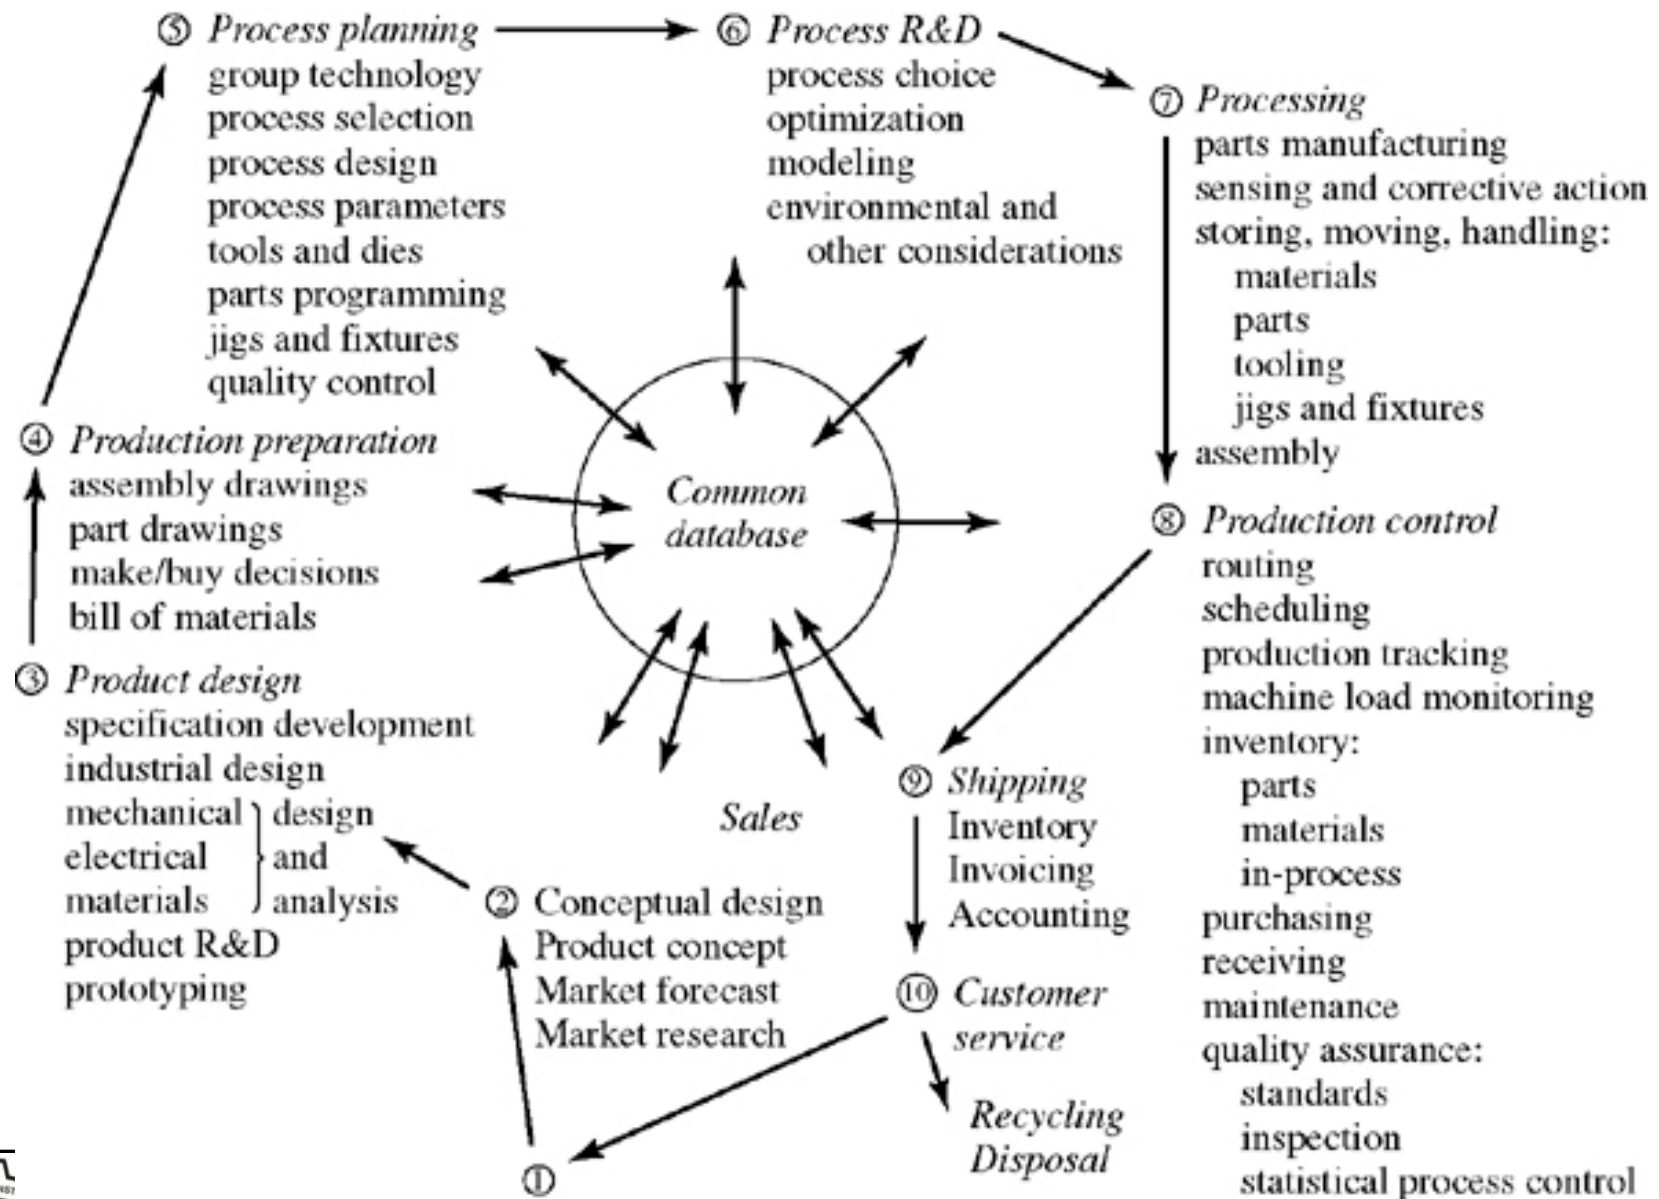 ⑤ Process planning
group technology
process selection
process design
process parameters
tools and dies
parts programming
jigs and fixtures
quality control
⑥ Process R&D
process choice
optimization
modeling
environmental and
other considerations
⑦ Processing
parts manufacturing
sensing and corrective action
storing, moving, handling:
materials
parts
tooling
jigs and fixtures
assembly
④ Production preparation
assembly drawings
part drawings
make/buy decisions
bill of materials
Common
database
⑧ Production control
routing
scheduling
production tracking
machine load monitoring
inventory:
parts
materials
in-process
purchasing
receiving
maintenance
quality assurance:
standards
inspection
statistical process control
③ Product design
specification development
industrial design
mechanical design
electrical and
materials analysis
product R&D
prototyping
Sales
② Conceptual design
Product concept
Market forecast
Market research
⑨ Shipping
Inventory
Invoicing
Accounting
⑩ Customer
service
Recycling
Disposal
①